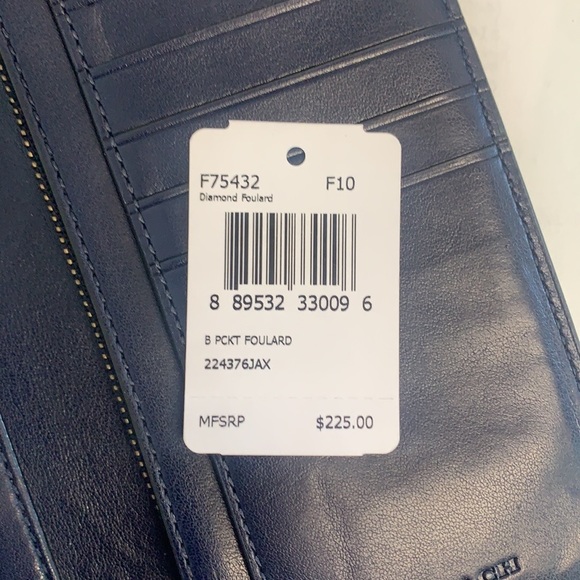 F75432 F10
Diamond Foulard
8 89532 33009 6
B PCKT FOULARD
224376JAX
MFSRP $225.00